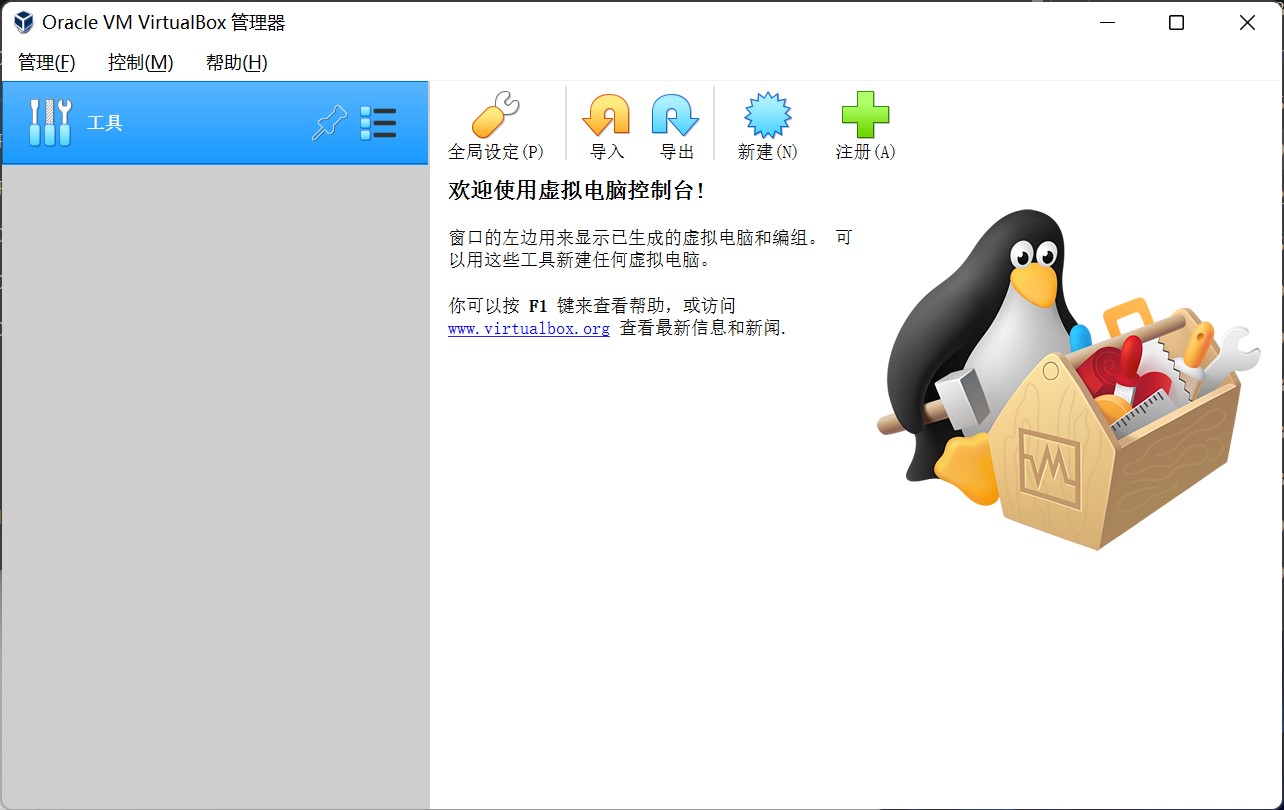 Oracle VM VirtualBox 管理器
管理(F) 控制(M) 帮助(H)
工具
全局设定(P) 导入 导出 新建(N) 注册(A)
欢迎使用虚拟电脑控制台!
窗口的左边用来显示已生成的虚拟电脑和编组。 可
以用这些工具新建任何虚拟电脑。
你可以按 F1 键来查看帮助，或访问
www.virtualbox.org 查看最新信息和新闻.